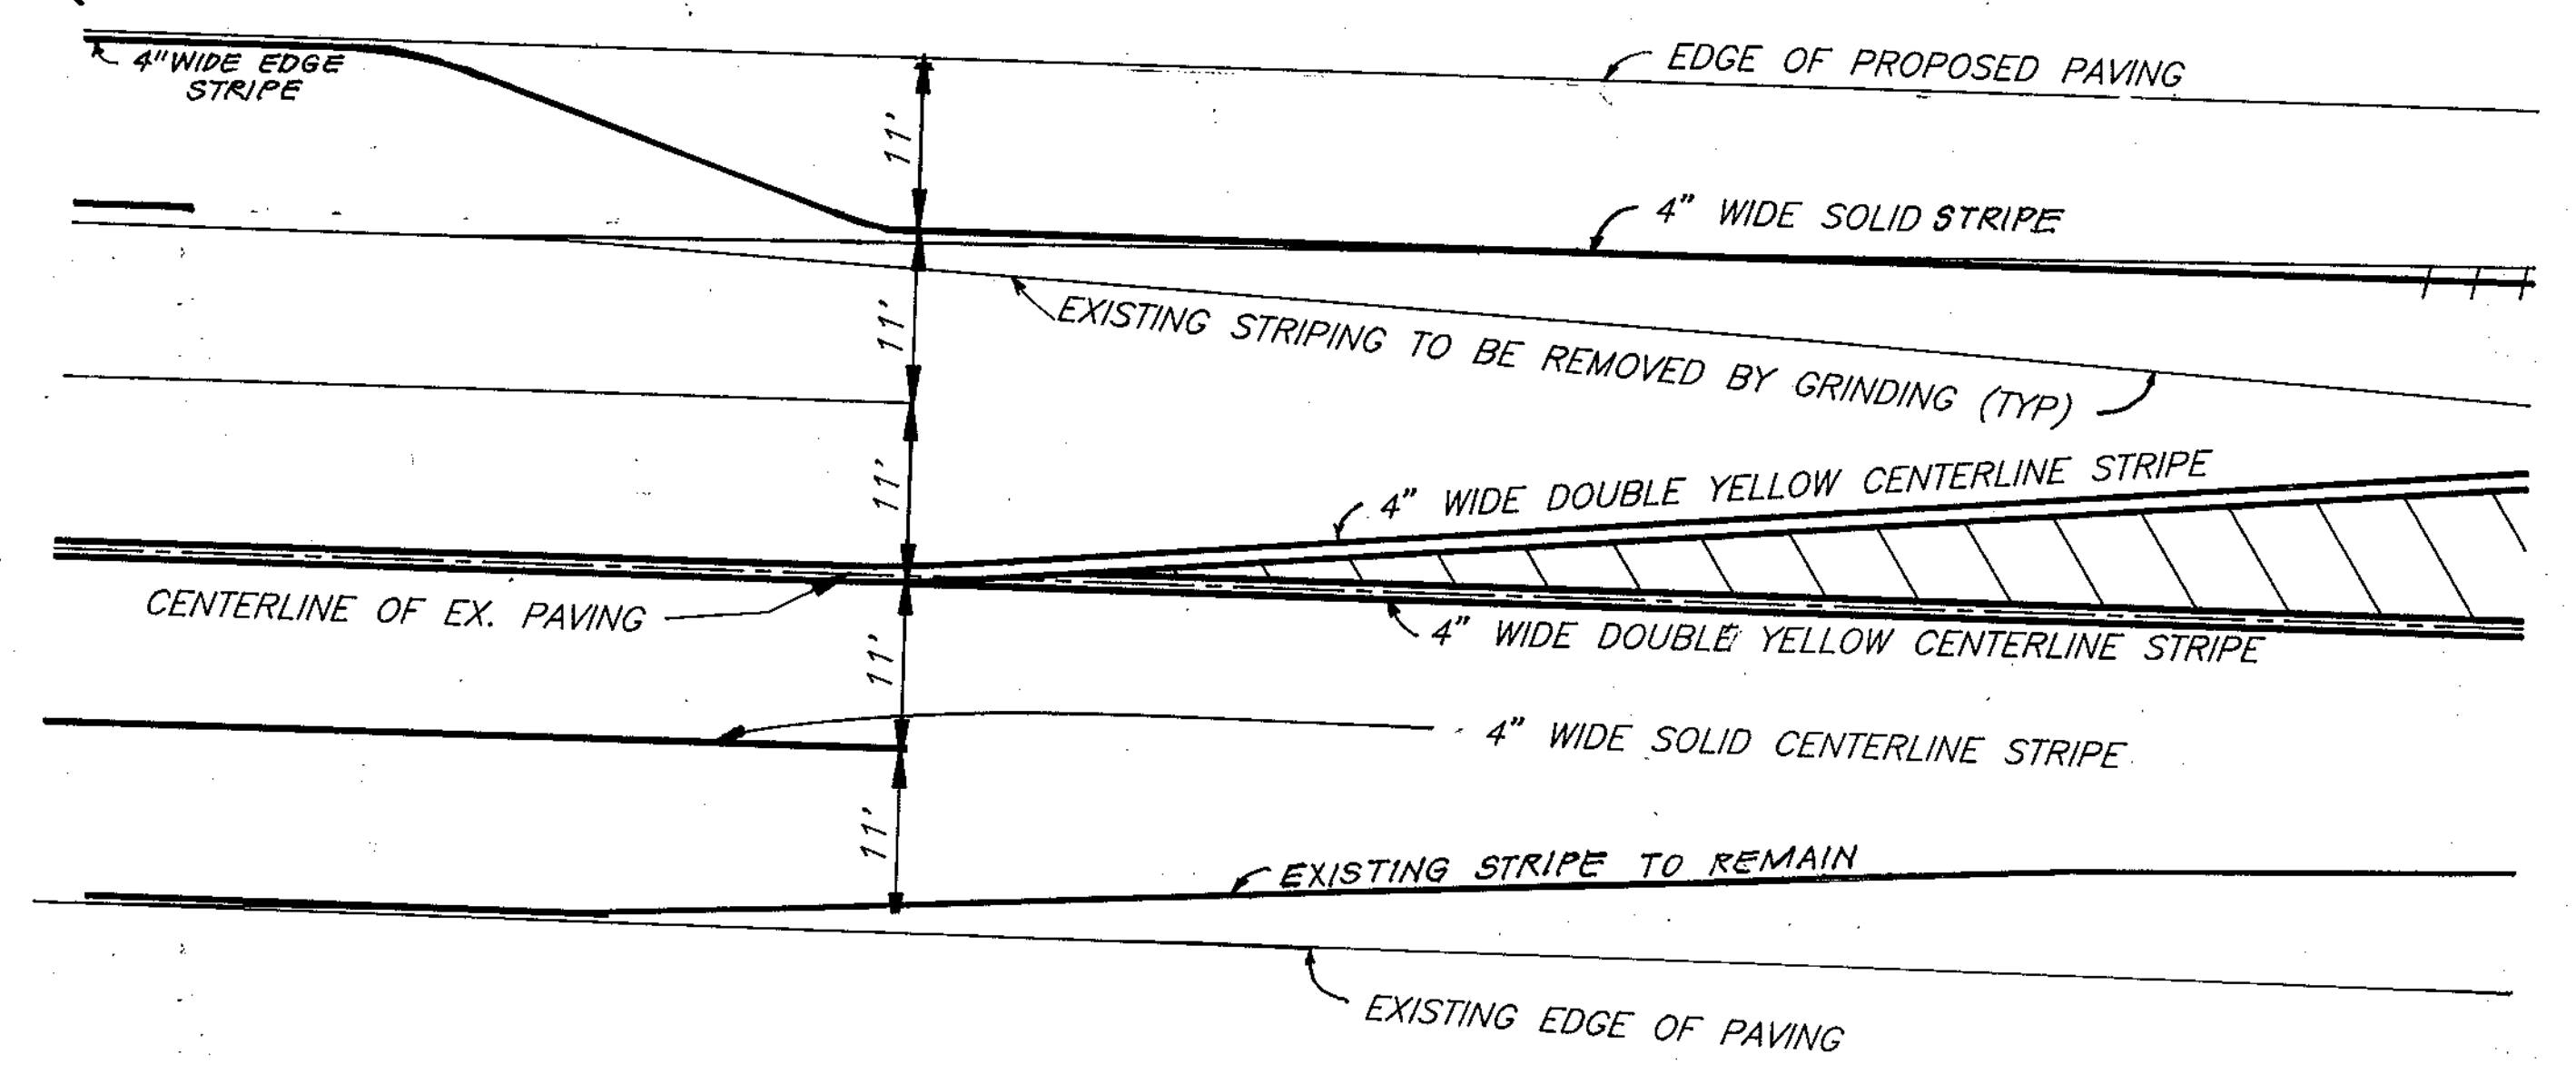 4" WIDE EDGE
STRIPE
EDGE OF PROPOSED PAVING
11'
4" WIDE SOLID STRIPE
11'
EXISTING STRIPING TO BE REMOVED BY GRINDING (TYP)
11'
4" WIDE DOUBLE YELLOW CENTERLINE STRIPE
CENTERLINE OF EX. PAVING
11'
4" WIDE DOUBLE YELLOW CENTERLINE STRIPE
4" WIDE SOLID CENTERLINE STRIPE
11'
EXISTING STRIPE TO REMAIN
EXISTING EDGE OF PAVING